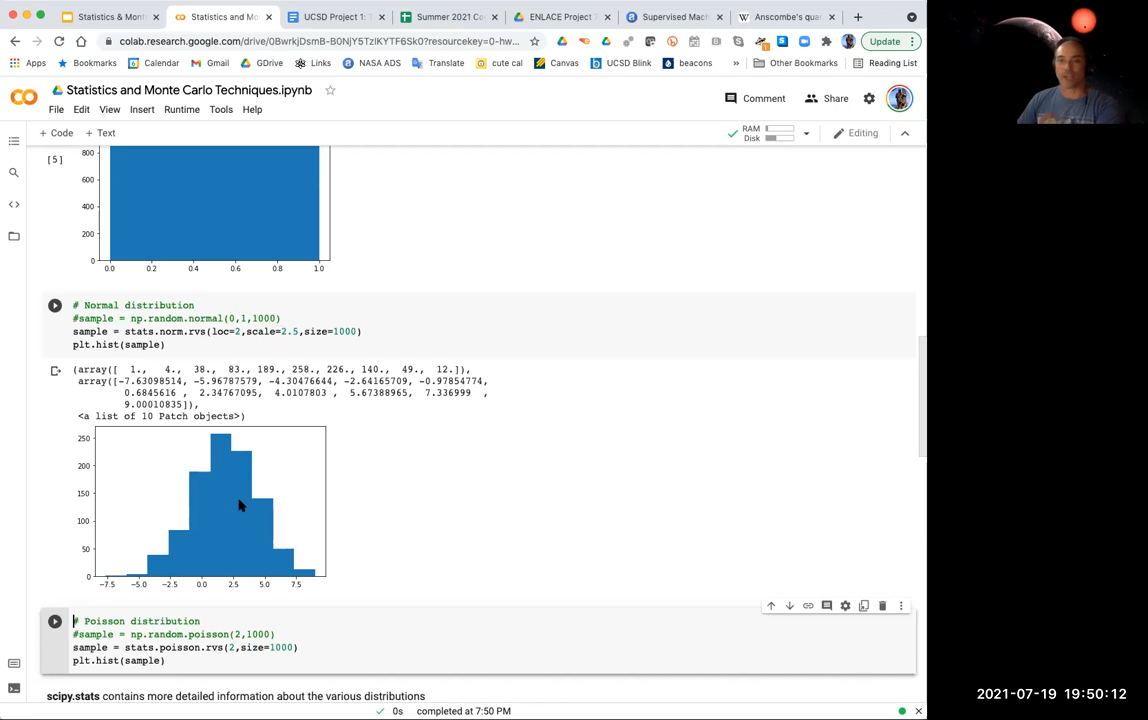 Statistics & Mont
Statistics and Mo
UCSD Project 1: T
Summer 2021 Co
ENLACE Project
Supervised Mach
Anscombe's qua
colab.research.google.com/drive/0BwrkjDsmB-B0NjY5TzlKYTF6Sk0?resourcekey=0-hw...
Update
Apps
Bookmarks
Calendar
Gmail
GDrive
Links
NASA ADS
Translate
cute cal
Canvas
UCSD Blink
beacons
»
Other Bookmarks
Reading List
Statistics and Monte Carlo Techniques.ipynb
Comment
Share
File Edit View Insert Runtime Tools Help
+ Code + Text
RAM
Disk
Editing
[5]
800
600
400
200
0
0.0 0.2 0.4 0.6 0.8 1.0
# Normal distribution
#sample = np.random.normal(0,1,1000)
sample = stats.norm.rvs(loc=2,scale=2.5,size=1000)
plt.hist(sample)
(array([ 1., 4., 38., 83., 189., 258., 226., 140., 49., 12.]),
array([-7.63098514, -5.96787579, -4.30476644, -2.64165709, -0.97854774,
0.6845616 , 2.34767095, 4.0107803 , 5.67388965, 7.336999 ,
9.00010835]),
<a list of 10 Patch objects>)
250
200
150
100
50
0
-7.5 -5.0 -2.5 0.0 2.5 5.0 7.5
# Poisson distribution
#sample = np.random.poisson(2,1000)
sample = stats.poisson.rvs(2,size=1000)
plt.hist(sample)
scipy.stats contains more detailed information about the various distributions
0s completed at 7:50 PM
2021-07-19 19:50:12